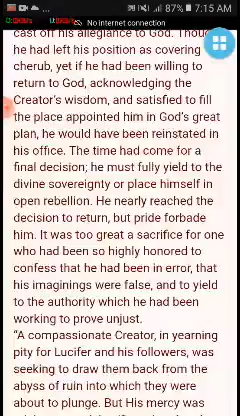 87% 7:15 AM
No internet connection
cast off his allegiance to God. Though
he had left his position as covering
cherub, yet if he had been willing to
return to God, acknowledging the
Creator's wisdom, and satisfied to fill
the place appointed him in God's great
plan, he would have been reinstated in
his office. The time had come for a
final decision; he must fully yield to the
divine sovereignty or place himself in
open rebellion. He nearly reached the
decision to return, but pride forbade
him. It was too great a sacrifice for one
who had been so highly honored to
confess that he had been in error, that
his imaginings were false, and to yield
to the authority which he had been
working to prove unjust.
"A compassionate Creator, in yearning
pity for Lucifer and his followers, was
seeking to draw them back from the
abyss of ruin into which they were
about to plunge. But His mercy was